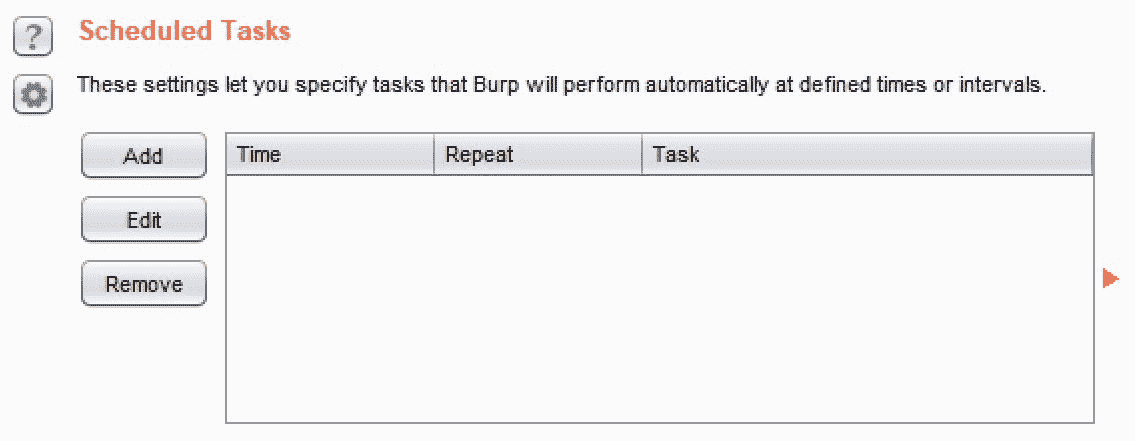 ?
Scheduled Tasks
These settings let you specify tasks that Burp will perform automatically at defined times or intervals.
Add
Time Repeat Task
Edit
Remove